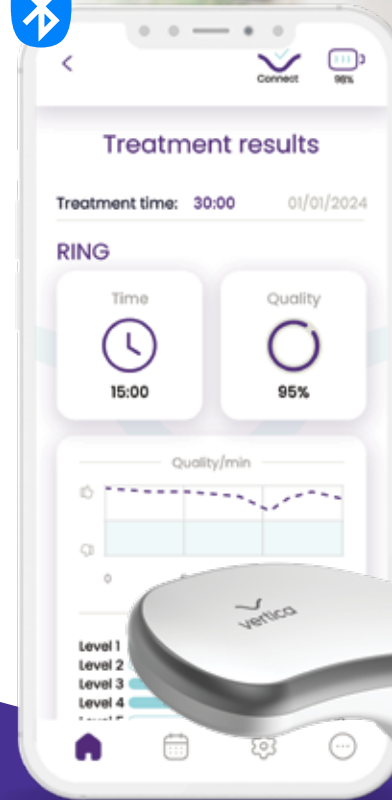 Connect
98%
Treatment results
Treatment time: 30:00 01/01/2024
RING
Time
Quality
15:00
95%
Quality/min
0
vertica
Level 1
Level 2
Level 3
Level 4